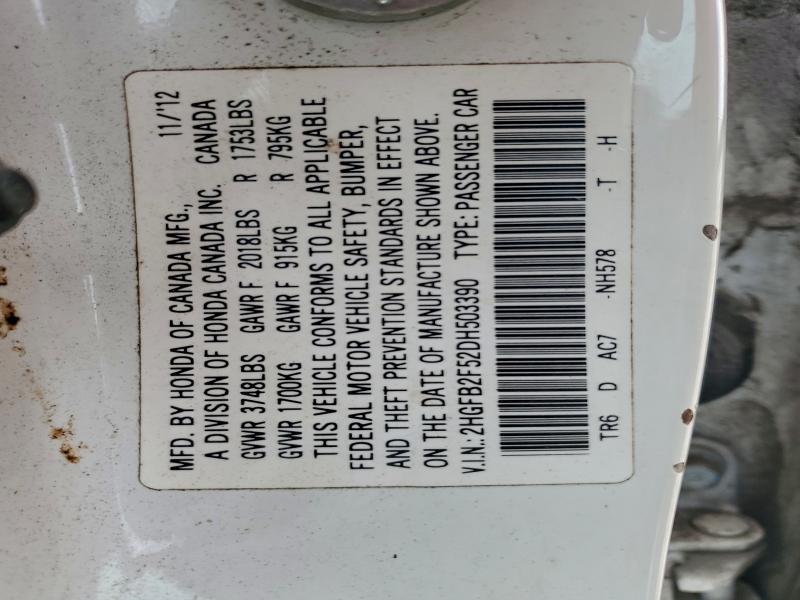 MFD. BY HONDA OF CANADA MFG., 11/'12
A DIVISION OF HONDA CANADA INC. CANADA
GVWR 3748LBS GAWR F 2018LBS R 1753LBS
GVWR 1700KG GAWR F 915KG R 795KG
THIS VEHICLE CONFORMS TO ALL APPLICABLE
FEDERAL MOTOR VEHICLE SAFETY, BUMPER,
AND THEFT PREVENTION STANDARDS IN EFFECT
ON THE DATE OF MANUFACTURE SHOWN ABOVE.
V.I.N.: 2HGFB2F52DH503390 TYPE: PASSENGER CAR
TR6 D AC7 -NH578 -T -H